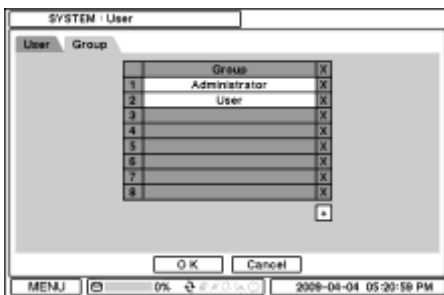 SYSTEM : User
User Group
Group X
1 Administrator X
2 User X
3 X
4 X
5 X
6 X
7 X
8 X
+
OK Cancel
MENU 0% 2009-04-04 05:20:59 PM